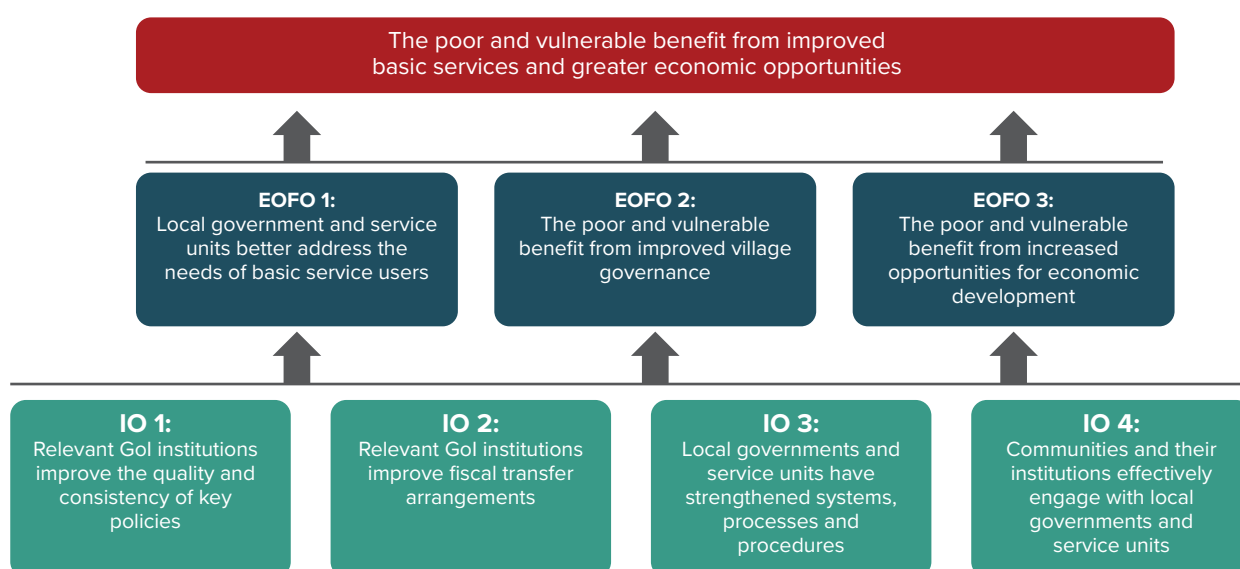 The poor and vulnerable benefit from improved
basic services and greater economic opportunities
EOFO 1:
Local government and service
units better address the
needs of basic service users
EOFO 2:
The poor and vulnerable
benefit from improved village
governance
EOFO 3:
The poor and vulnerable
benefit from increased
opportunities for economic
development
IO 1:
Relevant GoI institutions
improve the quality and
consistency of key
policies
IO 2:
Relevant GoI institutions
improve fiscal transfer
arrangements
IO 3:
Local governments and
service units have
strengthened systems,
processes and
procedures
IO 4:
Communities and their
institutions effectively
engage with local
governments and
service units